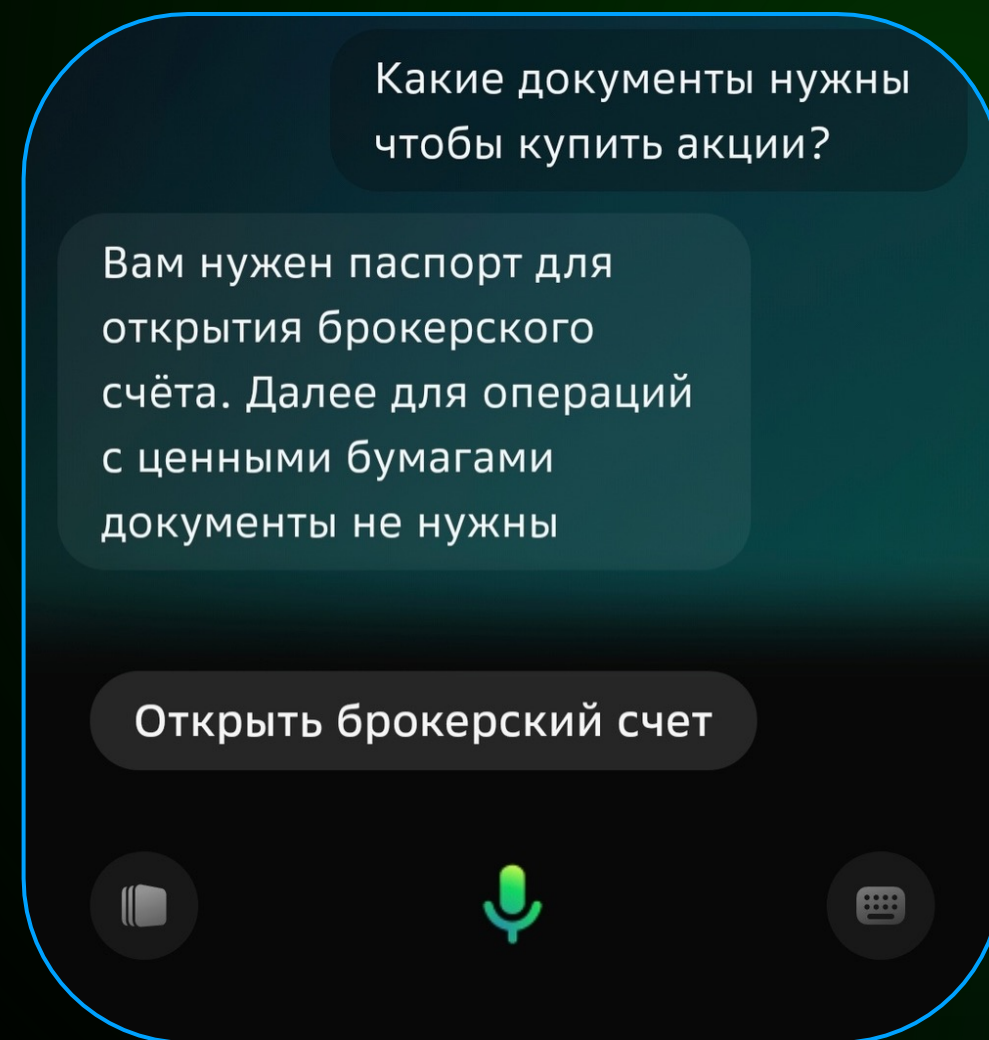 Какие документы нужны
чтобы купить акции?
Вам нужен паспорт для
открытия брокерского
счёта. Далее для операций
с ценными бумагами
документы не нужны
Открыть брокерский счет